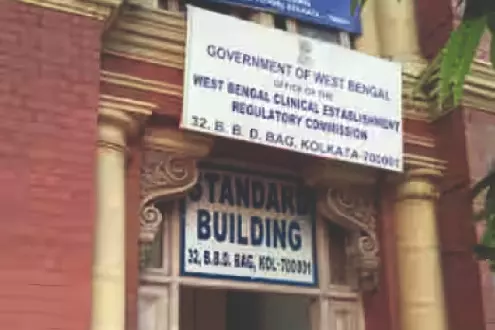 KOLKATA
GOVERNMENT OF WEST BENGAL
OFFICE OF THE
WEST BENGAL CLINICAL ESTABLISHMENT
REGULATORY COMMISSION
32, B. B. D. BAG, KOLKATA-700001
STANDARD
BUILDING
32, B.B.D. BAG, KOL-700001